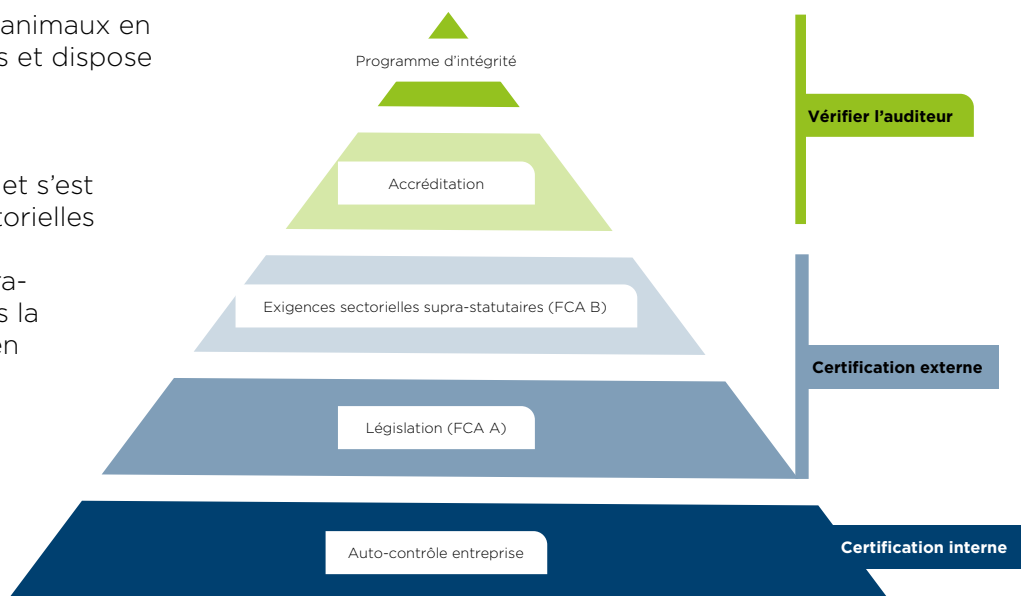 animaux en
s et dispose
et s'est
torielles
ra-
s la
en
Programme d'intégrité
Accréditation
Exigences sectorielles supra-statutaires (FCA B)
Législation (FCA A)
Auto-contrôle entreprise
Vérifier l'auditeur
Certification externe
Certification interne